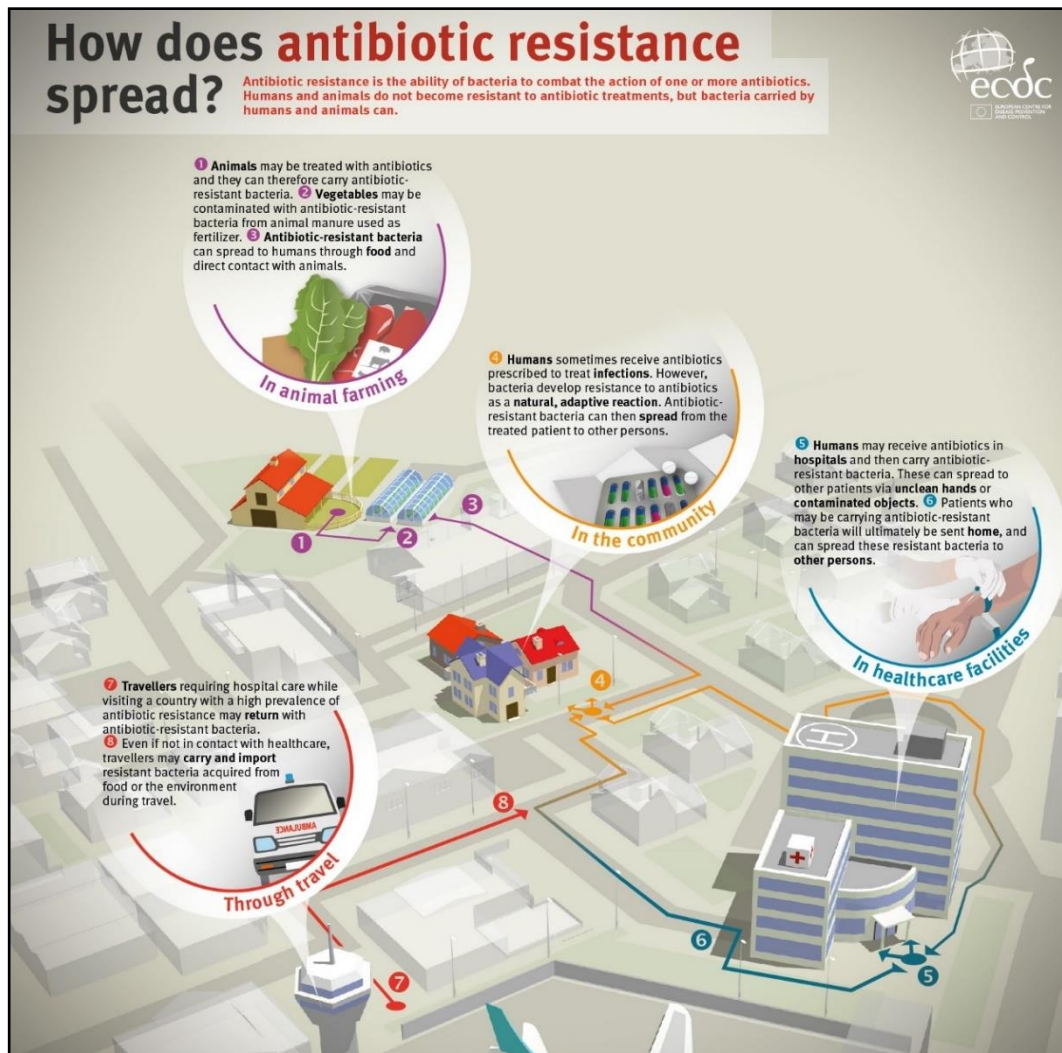 How does antibiotic resistance
spread?
Antibiotic resistance is the ability of bacteria to combat the action of one or more antibiotics.
Humans and animals do not become resistant to antibiotic treatments, but bacteria carried by
humans and animals can.
ecdc
EUROPEAN CENTRE FOR
DISEASE PREVENTION
AND CONTROL
1 Animals may be treated with antibiotics
and they can therefore carry antibiotic-
resistant bacteria. 2 Vegetables may be
contaminated with antibiotic-resistant
bacteria from animal manure used as
fertilizer. 3 Antibiotic-resistant bacteria
can spread to humans through food and
direct contact with animals.
In animal farming
4 Humans sometimes receive antibiotics
prescribed to treat infections. However,
bacteria develop resistance to antibiotics
as a natural, adaptive reaction. Antibiotic-
resistant bacteria can then spread from the
treated patient to other persons.
In the community
5 Humans may receive antibiotics in
hospitals and then carry antibiotic-
resistant bacteria. These can spread to
other patients via unclean hands or
contaminated objects. 6 Patients who
may be carrying antibiotic-resistant
bacteria will ultimately be sent home, and
can spread these resistant bacteria to
other persons.
In healthcare facilities
7 Travellers requiring hospital care while
visiting a country with a high prevalence of
antibiotic resistance may return with
antibiotic-resistant bacteria.
8 Even if not in contact with healthcare,
travellers may carry and import
resistant bacteria acquired from
food or the environment
during travel.
AMBULANCE
Through travel
1
2
3
4
H
8
6
5
7